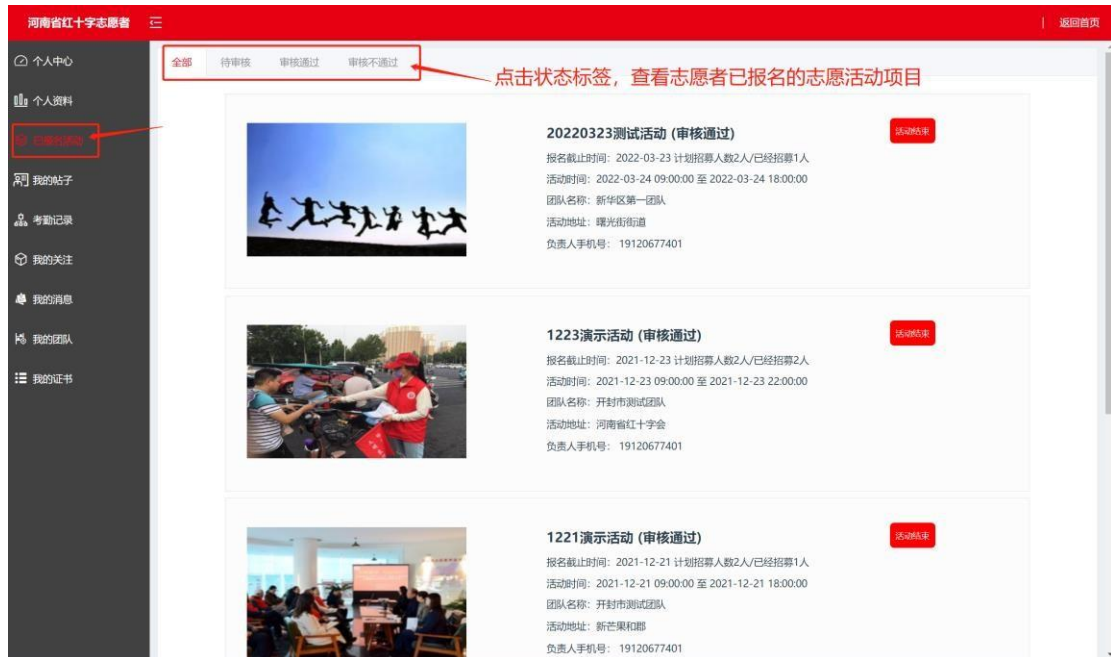 河南省红十字志愿者
返回首页
个人中心
个人资料
已报名活动
我的帖子
考勤记录
我的关注
我的消息
我的团队
我的证书
全部 待审核 审核通过 审核不通过
点击状态标签，查看志愿者已报名的志愿活动项目
20220323测试活动 (审核通过)
活动结束
报名截止时间：2022-03-23 计划招募人数2人/已经招募1人
活动时间：2022-03-24 09:00:00 至 2022-03-24 18:00:00
团队名称：新华区第一团队
活动地址：曙光街街道
负责人手机号： 19120677401
1223演示活动 (审核通过)
活动结束
报名截止时间：2021-12-23 计划招募人数2人/已经招募2人
活动时间：2021-12-23 09:00:00 至 2021-12-23 22:00:00
团队名称：开封市测试团队
活动地址：河南省红十字会
负责人手机号： 19120677401
1221演示活动 (审核通过)
活动结束
报名截止时间：2021-12-21 计划招募人数2人/已经招募1人
活动时间：2021-12-21 09:00:00 至 2021-12-21 18:00:00
团队名称：开封市测试团队
活动地址：新芒果和郡
负责人手机号： 19120677401